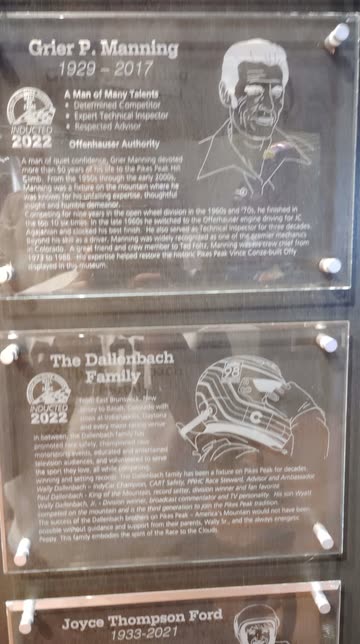 Grier P. Manning
1929 – 2017
A Man of Many Talents
• Determined Competitor
• Expert Technical Inspector
• Respected Advisor
Offenhauser Authority
INDUCTED
2022
A man of quiet confidence, Grier Manning devoted
more than 50 years of his life to the Pikes Peak Hill
Climb. From the 1950s through the early 2000s,
Manning was a fixture on the mountain where he
was known for his unfailing expertise, thoughtful
insight and humble demeanor.
Competing for nine years in the open wheel division in the 1960s and '70s, he finished in
the top 10 six times. In the late 1960s he switched to the Offenhauser engine driving for JC
Agajanian and clocked his best finish. He also served as Technical Inspector for three decades.
Beyond his skill as a driver, Manning was widely recognized as one of the premier mechanics
in Colorado. A great friend and crew member to Ted Foltz, Manning was his crew chief from
1973 to 1988. His expertise helped restore the historic Pikes Peak Vince Conze-built Offy
displayed in this museum.
The Dallenbach
Family
INDUCTED
2022
From East Brunswick, New
Jersey to Basalt, Colorado with
stops at Indianapolis, Daytona
and every major racing venue
in between, the Dallenbach family has
promoted race safety, championed race
motorsking events, educated and entertained
television audiences, and volunteered to serve
the sport they love, all while competing,
winning and setting records. The Dallenbach Family has been a fixture on Pikes Peak for decades.
Wally Dallenbach – IndyCar Champion, CART Safety, PPIHC Race Steward, Advisor and Ambassador
Paul Dallenbach – King of the Mountain, record setter, division winner and fan favorite
Wally Dallenbach, Jr. – Division winner, broadcast commentator and TV personality. His son Wyatt
competed on the mountain and is the third generation to join the Pikes Peak tradition.
The success of the Dallenbach brothers on Pikes Peak – America's Mountain would not have been
possible without guidance and support from their parents, Wally Sr., and the always energetic
Peppy. This family embodies the spirit of the Race to the Clouds.
Joyce Thompson Ford
1933-2021